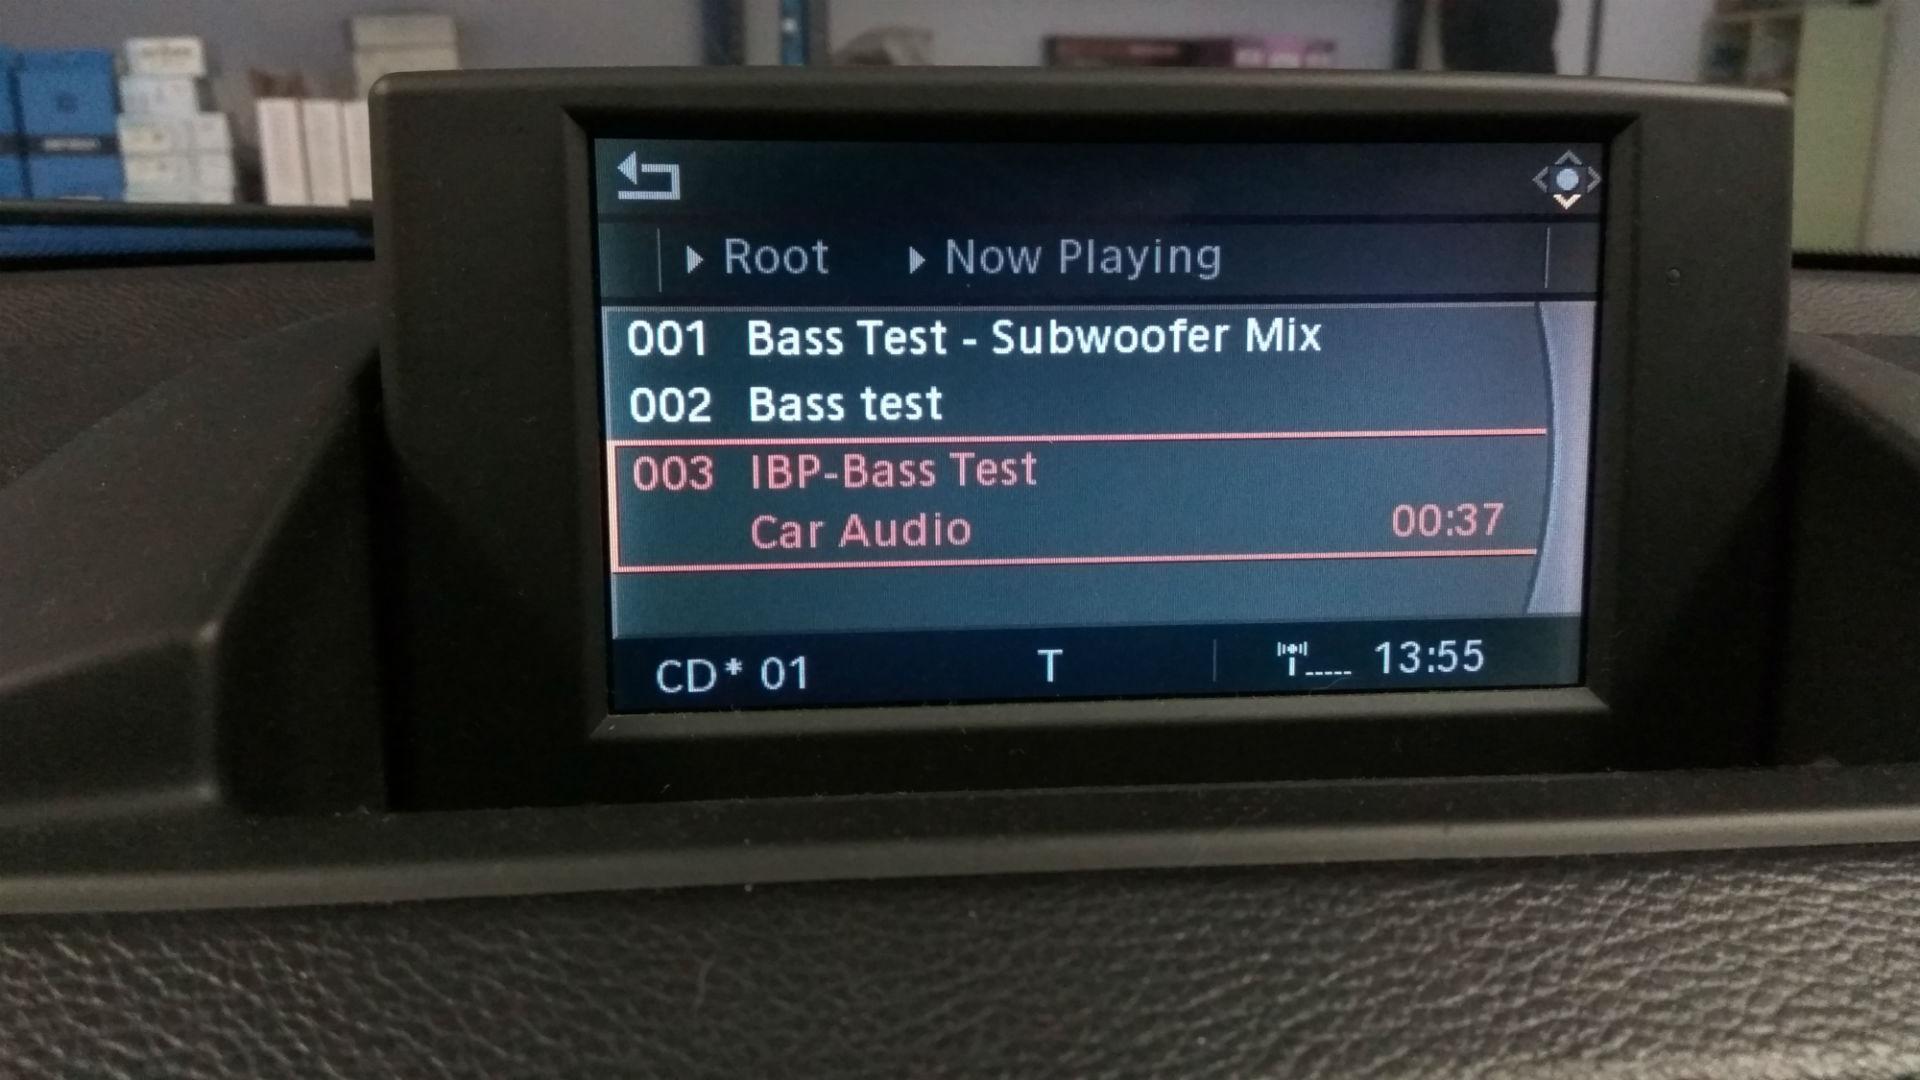 Root Now Playing
001 Bass Test - Subwoofer Mix
002 Bass test
003 IBP-Bass Test
Car Audio 00:37
CD* 01 T 13:55